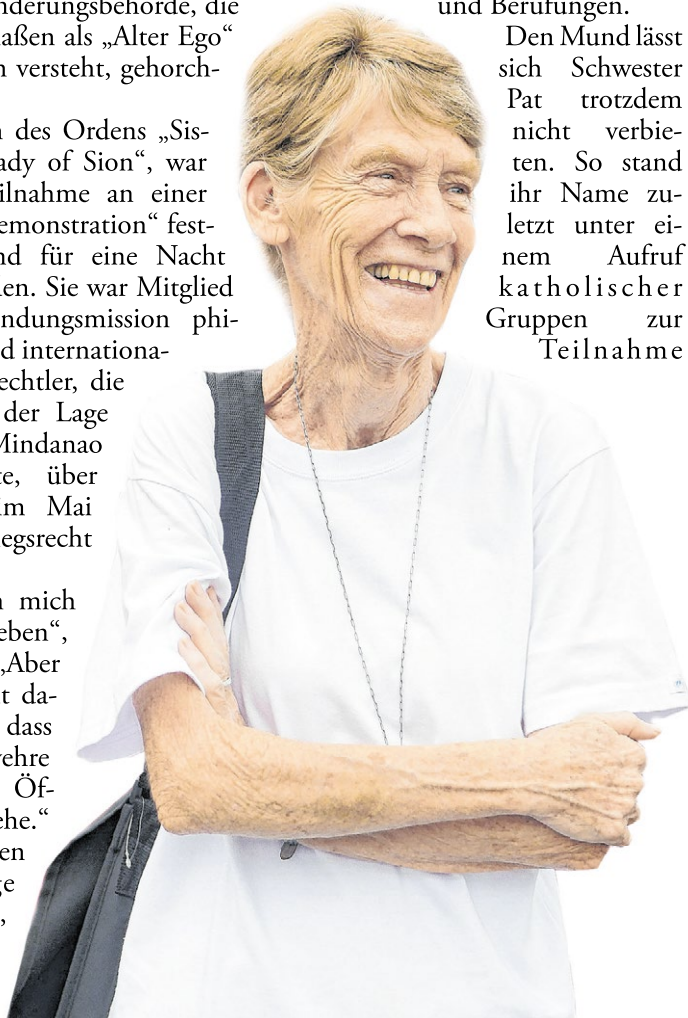 nderungsbehörde, die
aßen als „Alter Ego“
n versteht, gehorch-
n des Ordens „Sis-
ady of Sion“, war
eilnahme an einer
emonstration“ fest-
nd für eine Nacht
en. Sie war Mitglied
ndungsmission phi-
d internationa-
echtler, die
der Lage
Mindanao
te, über
im Mai
iegsrecht
n mich
eben“,
„Aber
t da-
dass
wehre
Öf-
ehe.“
en
ge
,
und Berufungen.
Den Mund lässt
sich Schwester
Pat trotzdem
nicht verbie-
ten. So stand
ihr Name zu-
letzt unter ei-
nem Aufruf
katholischer
Gruppen zur
Teilnahme